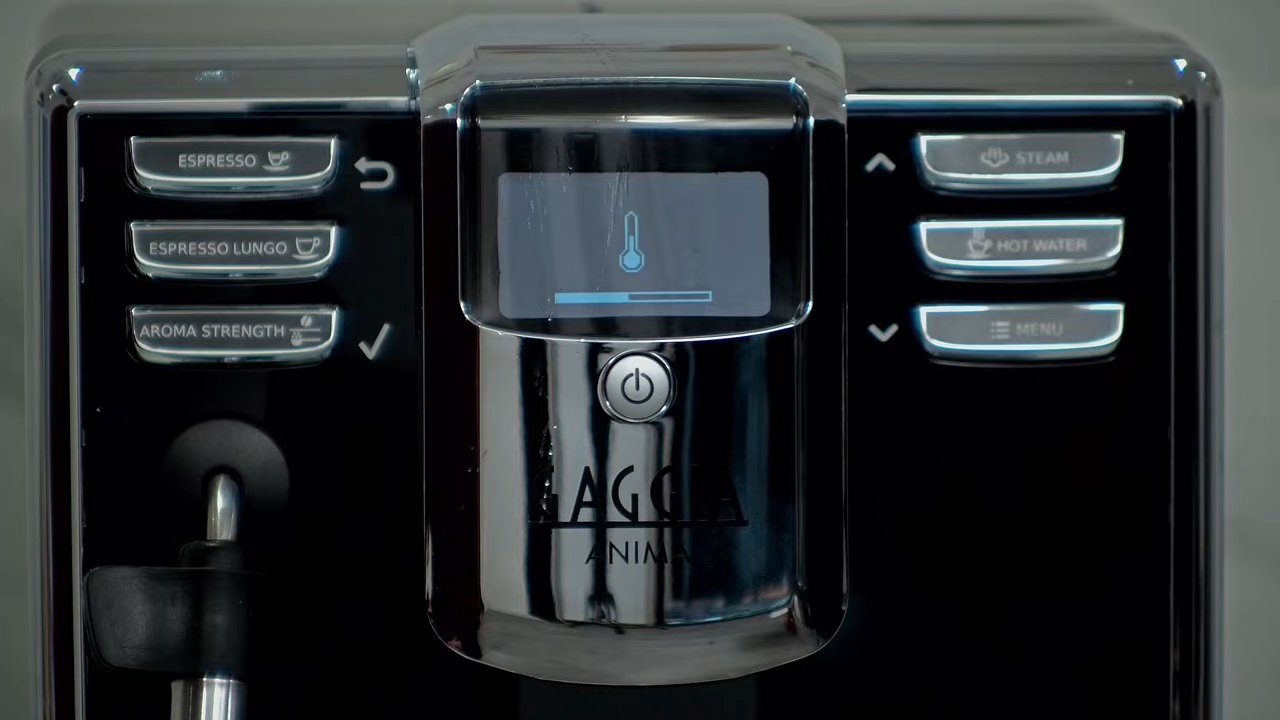 ESPRESSO
ESPRESSO LUNGO
AROMA STRENGTH
STEAM
HOT WATER
MENU
GAGGIA
ANIMA